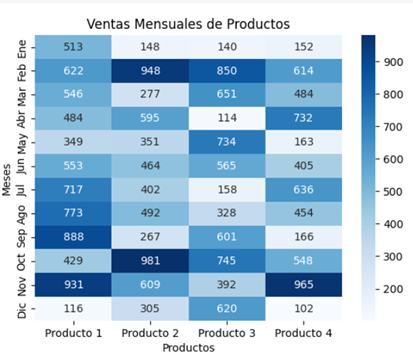 Ventas Mensuales de Productos
Ene 513 148 140 152
Feb 622 948 850 614
Mar 546 277 651 484
Abr 484 595 114 732
May 349 351 734 163
Jun 553 464 565 405
Jul 717 402 158 636
Ago 773 492 328 454
Sep 888 267 601 166
Oct 429 981 745 548
Nov 931 609 392 965
Dic 116 305 620 102
Meses
Producto 1 Producto 2 Producto 3 Producto 4
Productos
900
800
700
600
500
400
300
200